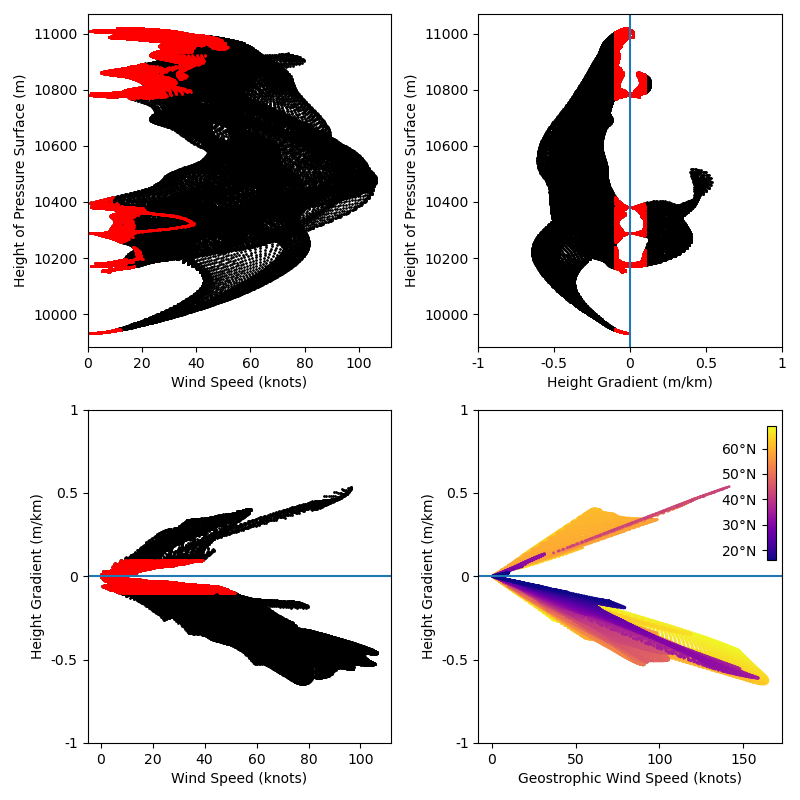 Height of Pressure Surface (m)
11000
10800
10600
10400
10200
10000
0 20 40 60 80 100
Wind Speed (knots)
Height of Pressure Surface (m)
11000
10800
10600
10400
10200
10000
-1 -0.5 0 0.5 1
Height Gradient (m/km)
Height Gradient (m/km)
1
0.5
0
-0.5
-1
0 20 40 60 80 100
Wind Speed (knots)
Height Gradient (m/km)
1
0.5
0
-0.5
-1
60°N
50°N
40°N
30°N
20°N
0 50 100 150
Geostrophic Wind Speed (knots)